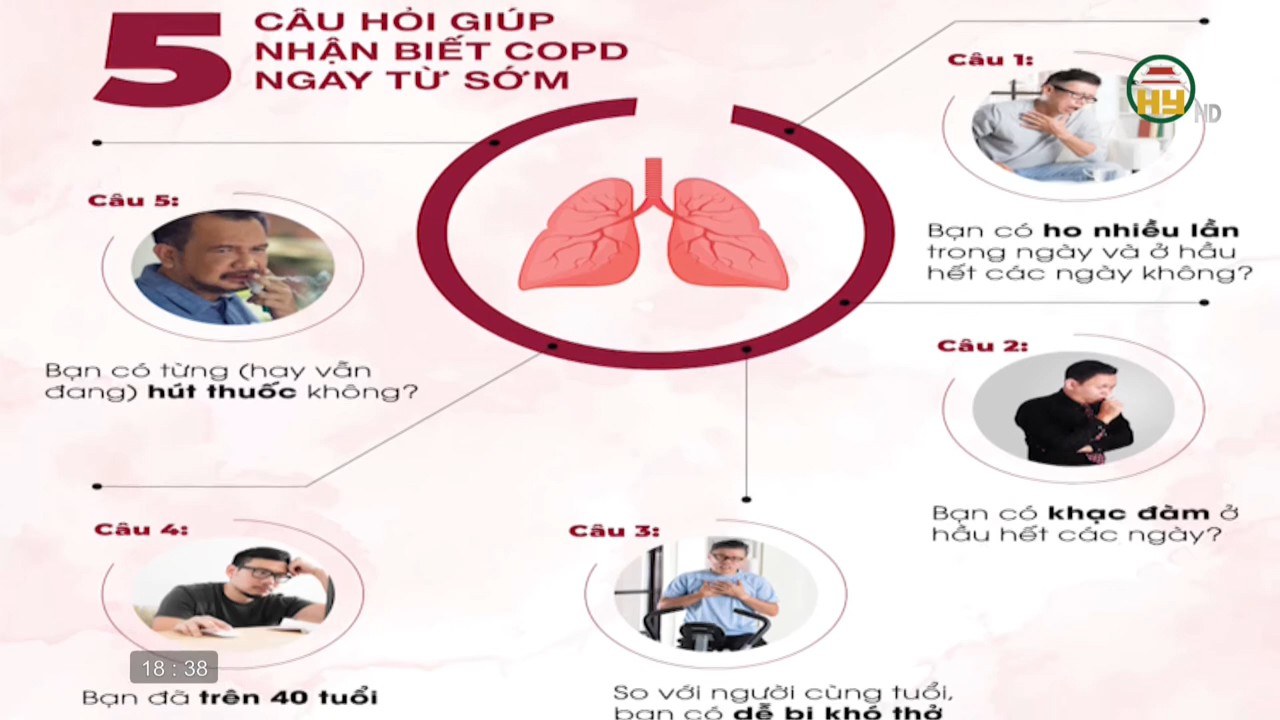 5
CÂU HỎI GIÚP
NHẬN BIẾT COPD
NGAY TỪ SỚM
Câu 1:
HY
ND
Bạn có ho nhiều lần
trong ngày và ở hầu
hết các ngày không?
Câu 2:
Bạn có khạc đàm ở
hầu hết các ngày?
Câu 3:
So với người cùng tuổi,
bạn có dễ bị khó thở
Câu 4:
18 : 38
Bạn đã trên 40 tuổi
Câu 5:
Bạn có từng (hay vẫn
đang) hút thuốc không?